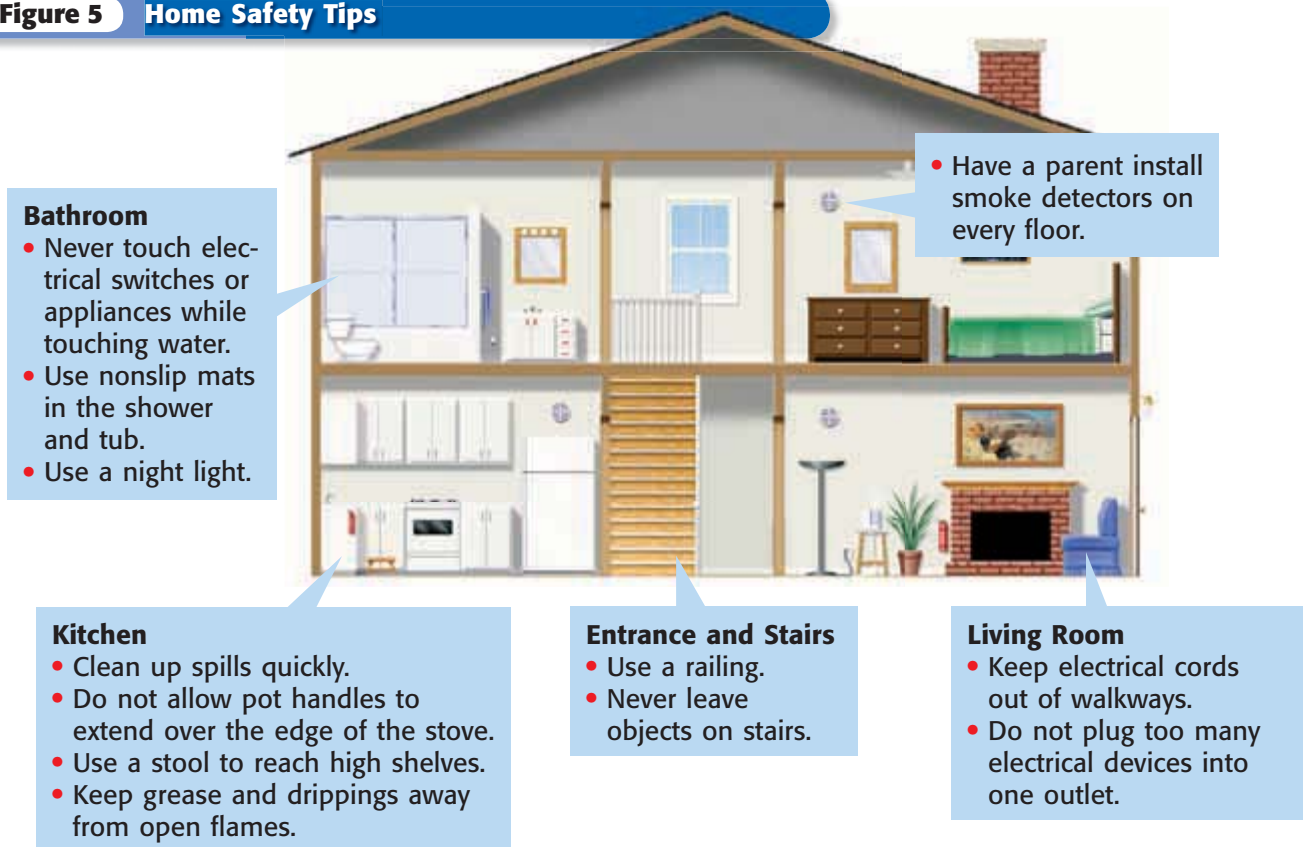 Figure 5 Home Safety Tips
Bathroom
• Never touch elec-
trical switches or
appliances while
touching water.
• Use nonslip mats
in the shower
and tub.
• Use a night light.
• Have a parent install
smoke detectors on
every floor.
Kitchen
• Clean up spills quickly.
• Do not allow pot handles to
extend over the edge of the stove.
• Use a stool to reach high shelves.
• Keep grease and drippings away
from open flames.
Entrance and Stairs
• Use a railing.
• Never leave
objects on stairs.
Living Room
• Keep electrical cords
out of walkways.
• Do not plug too many
electrical devices into
one outlet.